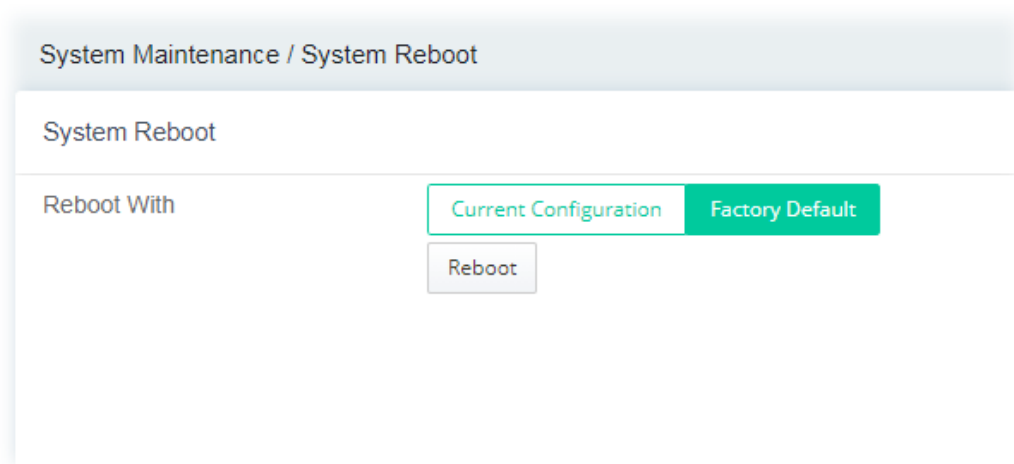 System Maintenance / System Reboot
System Reboot
Reboot With
Current Configuration Factory Default
Reboot